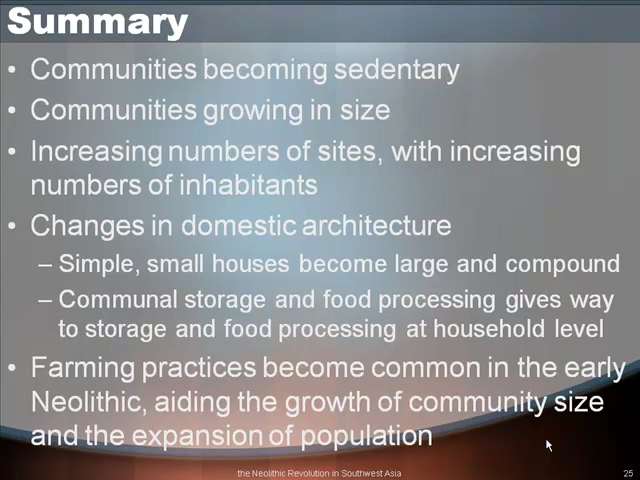 Summary
• Communities becoming sedentary
• Communities growing in size
• Increasing numbers of sites, with increasing
numbers of inhabitants
• Changes in domestic architecture
– Simple, small houses become large and compound
– Communal storage and food processing gives way
to storage and food processing at household level
• Farming practices become common in the early
Neolithic, aiding the growth of community size
and the expansion of population
the Neolithic Revolution in Southwest Asia
25